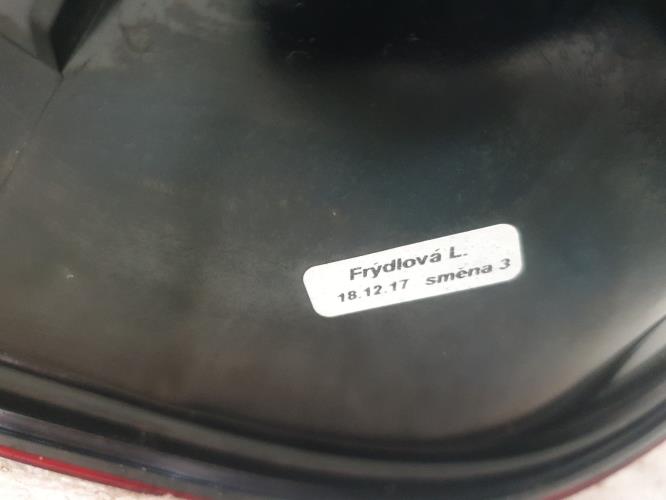 Frýdlová L.
18.12.17 směna 3